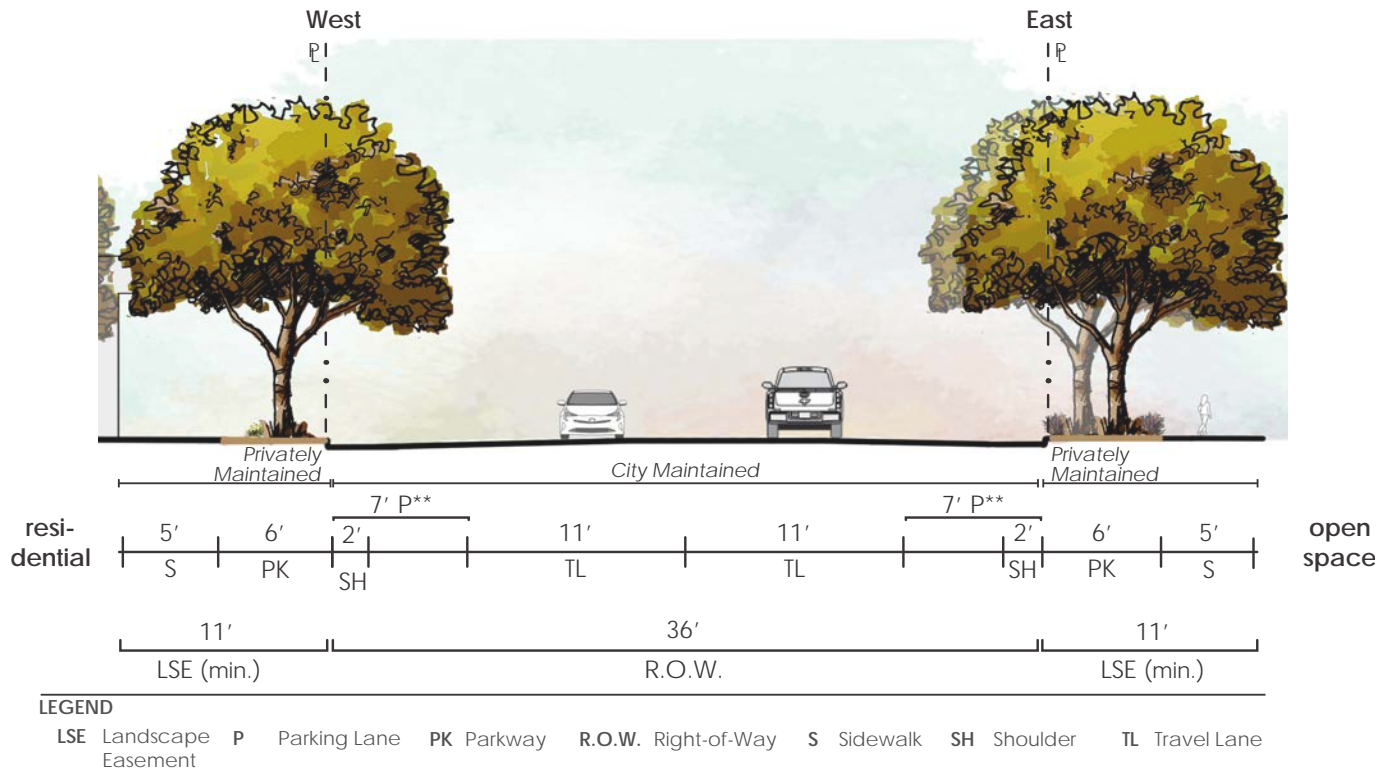 West
East
PL
PL
Privately
Maintained
City Maintained
Privately
Maintained
7′ P**
7′ P**
resi-
dential
5′
6′
2′
11′
11′
2′
6′
5′
S
PK
SH
TL
TL
SH
PK
S
open
space
11′
36′
11′
LSE (min.)
R.O.W.
LSE (min.)
LEGEND
LSE Landscape Easement
P Parking Lane
PK Parkway
R.O.W. Right-of-Way
S Sidewalk
SH Shoulder
TL Travel Lane